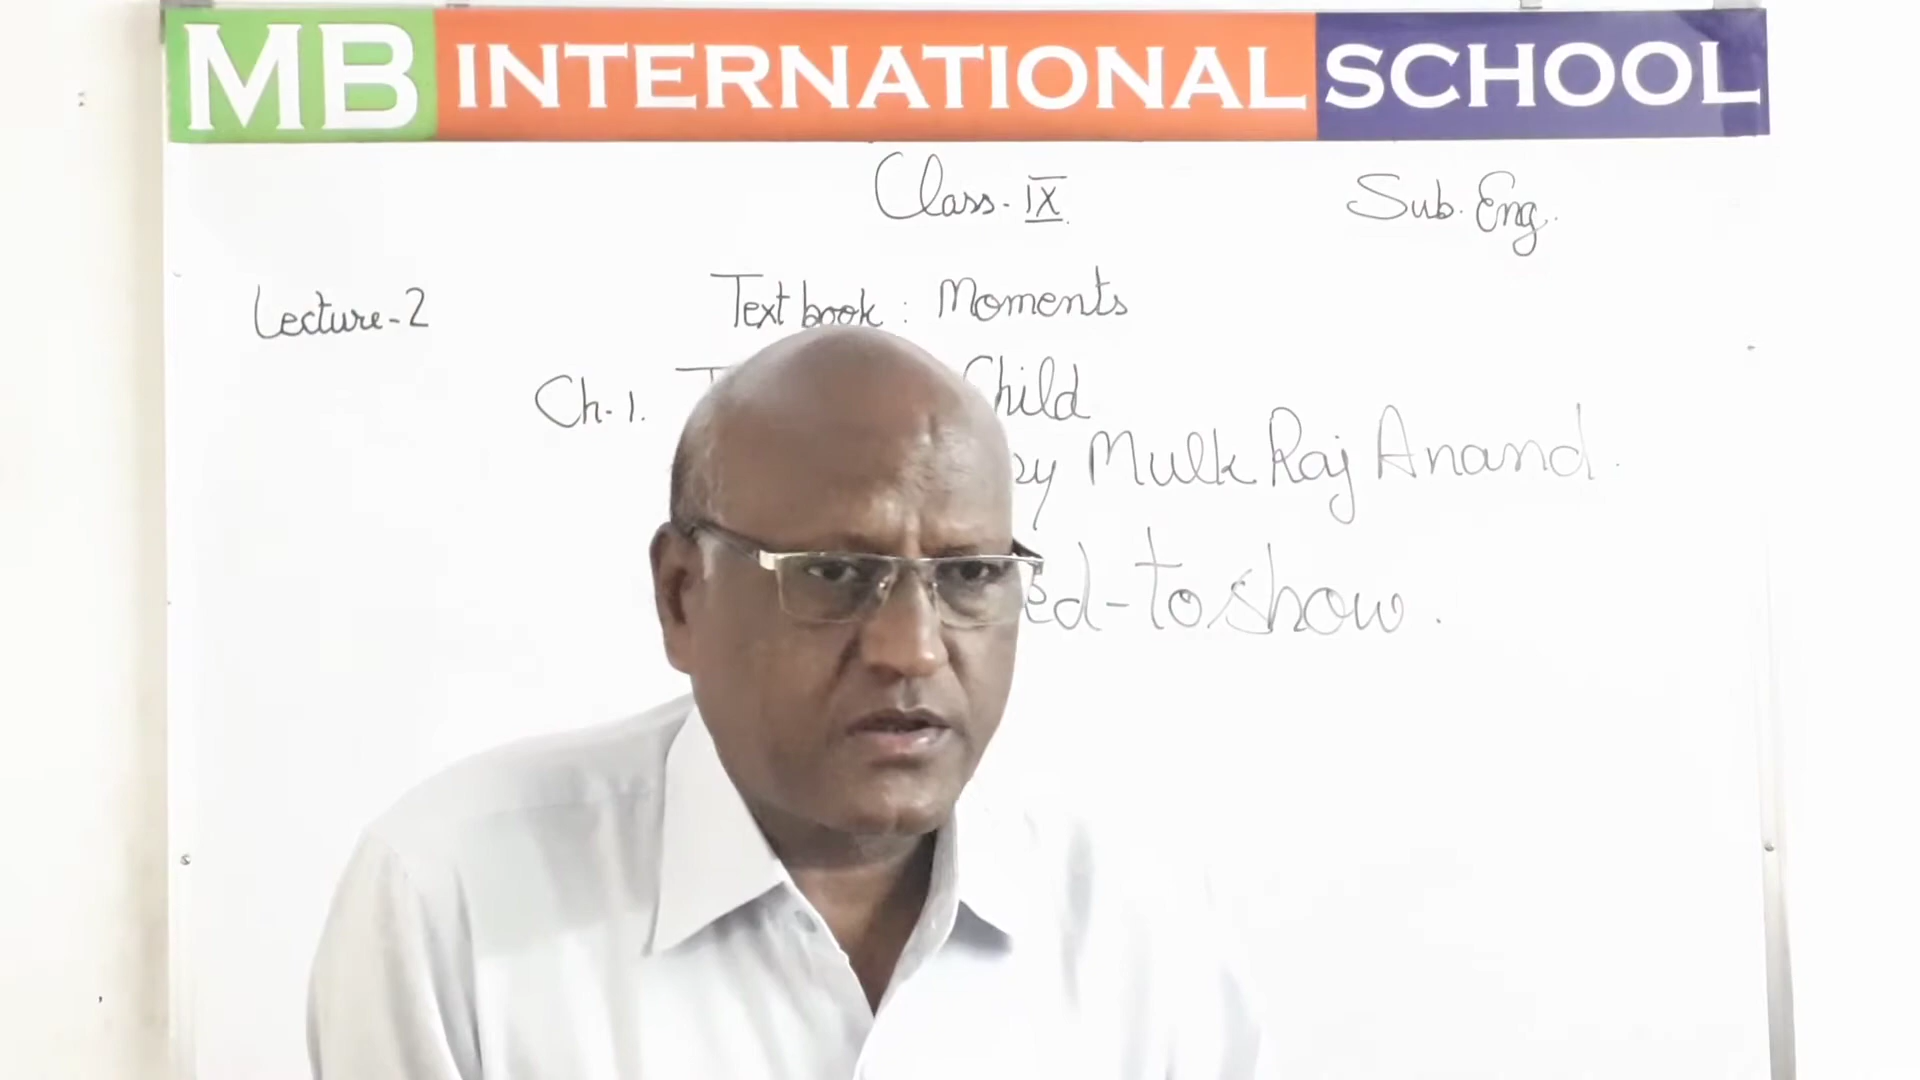 MB INTERNATIONAL SCHOOL
Class-IX
Sub. Eng.
Lecture-2
Text book : Moments
Ch-1. Child
Mulk Raj Anand.
to show.